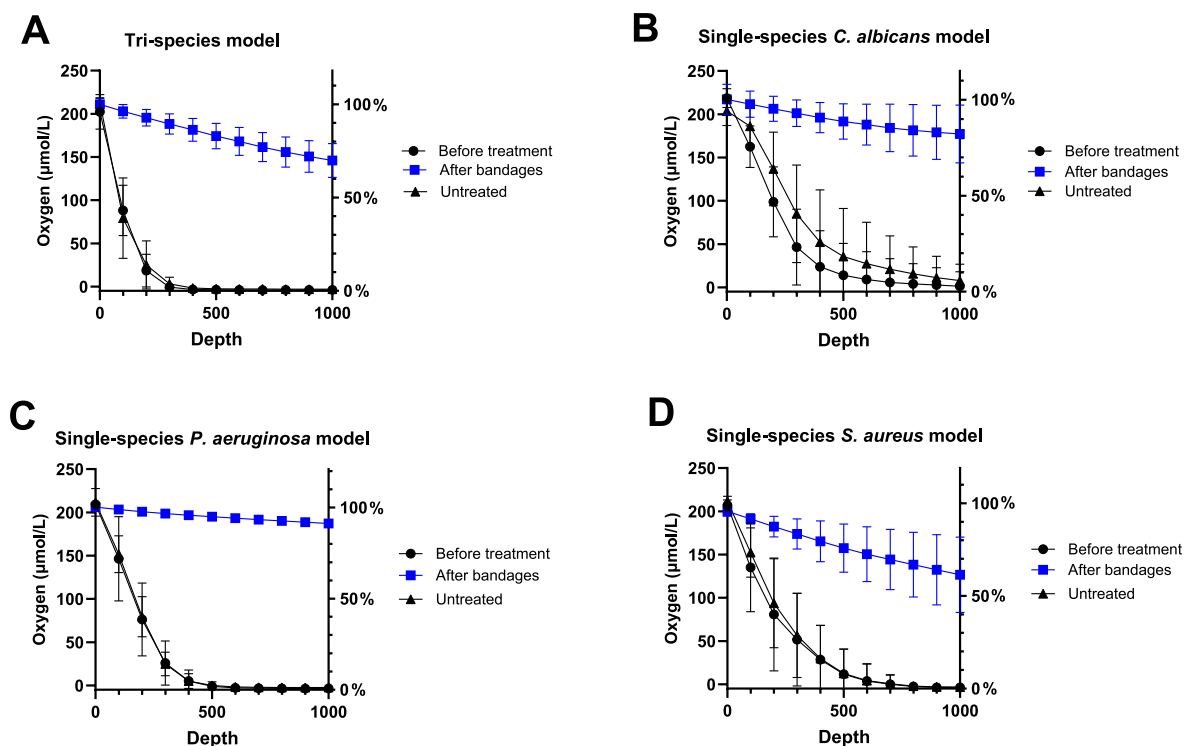 A
Tri-species model
250
200
150
100
50
0
Oxygen (µmol/L)
100%
50%
0%
0
500
1000
Depth
Before treatment
After bandages
Untreated
B
Single-species C. albicans model
250
200
150
100
50
0
Oxygen (µmol/L)
100%
50%
0%
0
500
1000
Depth
Before treatment
After bandages
Untreated
C
Single-species P. aeruginosa model
250
200
150
100
50
0
Oxygen (µmol/L)
100%
50%
0%
0
500
1000
Depth
Before treatment
After bandages
Untreated
D
Single-species S. aureus model
250
200
150
100
50
0
Oxygen (µmol/L)
100%
50%
0%
0
500
1000
Depth
Before treatment
After bandages
Untreated